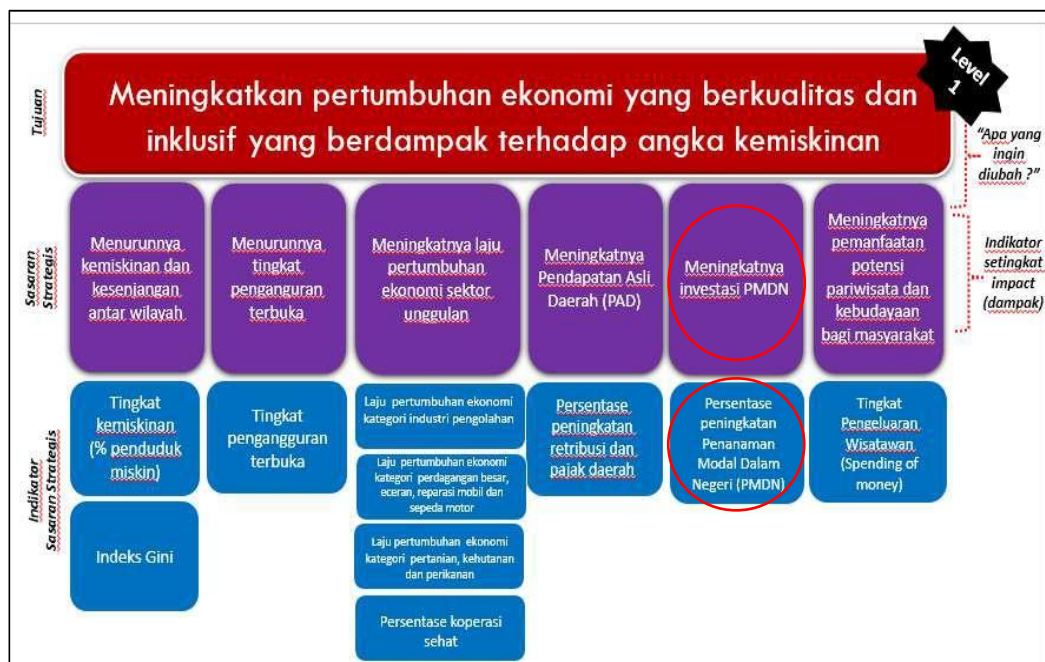 Level
1
Tujuan
Meningkatkan pertumbuhan ekonomi yang berkualitas dan
inklusif yang berdampak terhadap angka kemiskinan
“Apa yang
ingin
diubah ?”
Sasaran
Strategis
Menurunnya
kemiskinan dan
kesenjangan
antar wilayah
Menurunnya
tingkat
penganguran
terbuka
Meningkatnya laju
pertumbuhan
ekonomi sektor
unggulan
Meningkatnya
Pendapatan Asli
Daerah (PAD)
Meningkatnya
investasi PMDN
Meningkatnya
pemanfaatan
potensi
pariwisata dan
kebudayaan
bagi masyarakat
Indikator
setingkat
impact
(dampak)
Indikator
Sasaran Strategis
Tingkat
kemiskinan
(% penduduk
miskin)
Indeks Gini
Tingkat
pengangguran
terbuka
Laju pertumbuhan ekonomi
kategori industri pengolahan
Laju pertumbuhan ekonomi
kategori perdagangan besar,
eceran, reparasi mobil dan
sepeda motor
Laju pertumbuhan ekonomi
kategori pertanian, kehutanan
dan perikanan
Persentase koperasi
sehat
Persentase
peningkatan
retribusi dan
pajak daerah
Persentase
peningkatan
Penanaman
Modal Dalam
Negeri (PMDN)
Tingkat
Pengeluaran
Wisatawan
(Spending of
money)